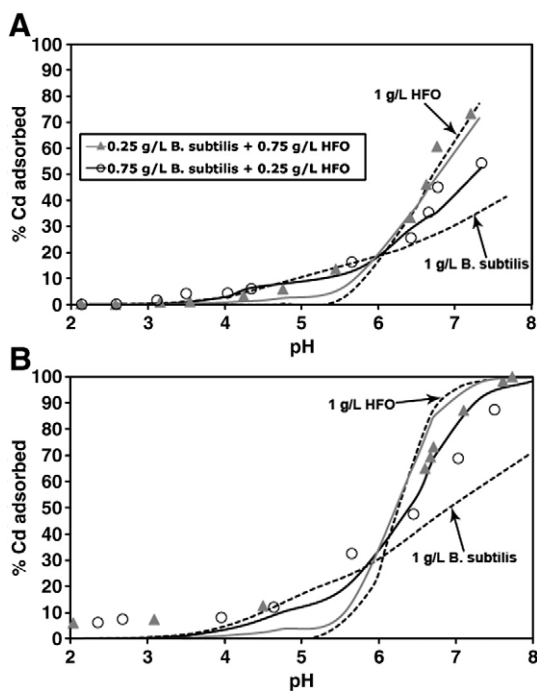 A
100
90
80
70
60
50
40
30
20
10
0
% Cd adsorbed
1 g/L HFO
0.25 g/L B. subtilis + 0.75 g/L HFO
0.75 g/L B. subtilis + 0.25 g/L HFO
1 g/L B. subtilis
2 3 4 5 6 7 8
pH
B
100
90
80
70
60
50
40
30
20
10
0
% Cd adsorbed
1 g/L HFO
1 g/L B. subtilis
2 3 4 5 6 7 8
pH